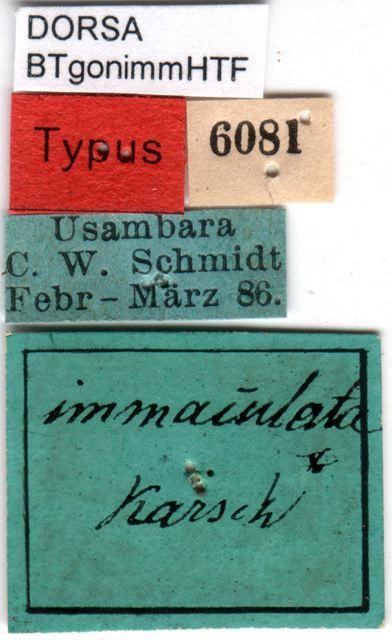 DORSA
BTgonimmHTF
Typus
6081
Usambara
C. W. Schmidt
Febr – März 86.
immaculata
Karsch